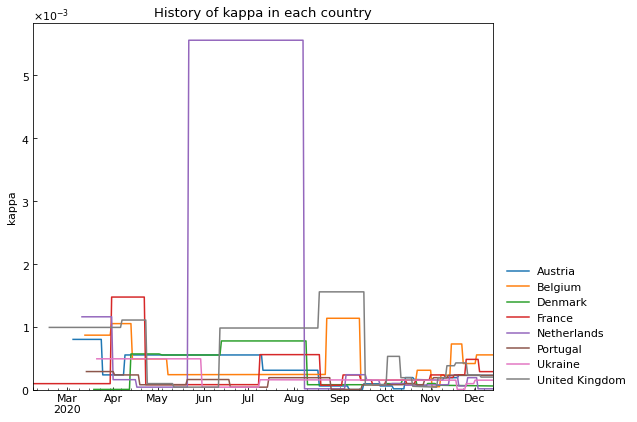 History of kappa in each country
×10⁻³
5
4
3
2
1
0
kappa
Mar Apr May Jun Jul Aug Sep Oct Nov Dec
2020
Austria
Belgium
Denmark
France
Netherlands
Portugal
Ukraine
United Kingdom